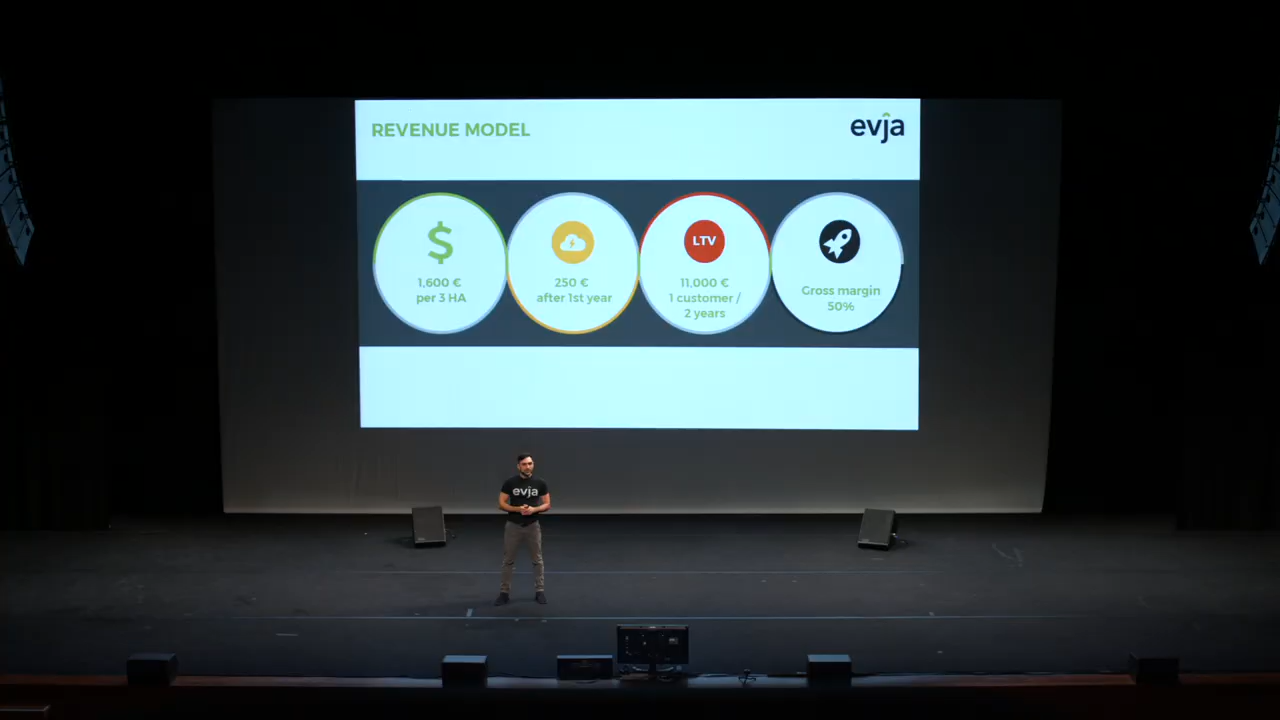 REVENUE MODEL
evja
1,600 €
per 3 HA
250 €
after 1st year
LTV
11,000 €
1 customer /
2 years
Gross margin
50%
evja